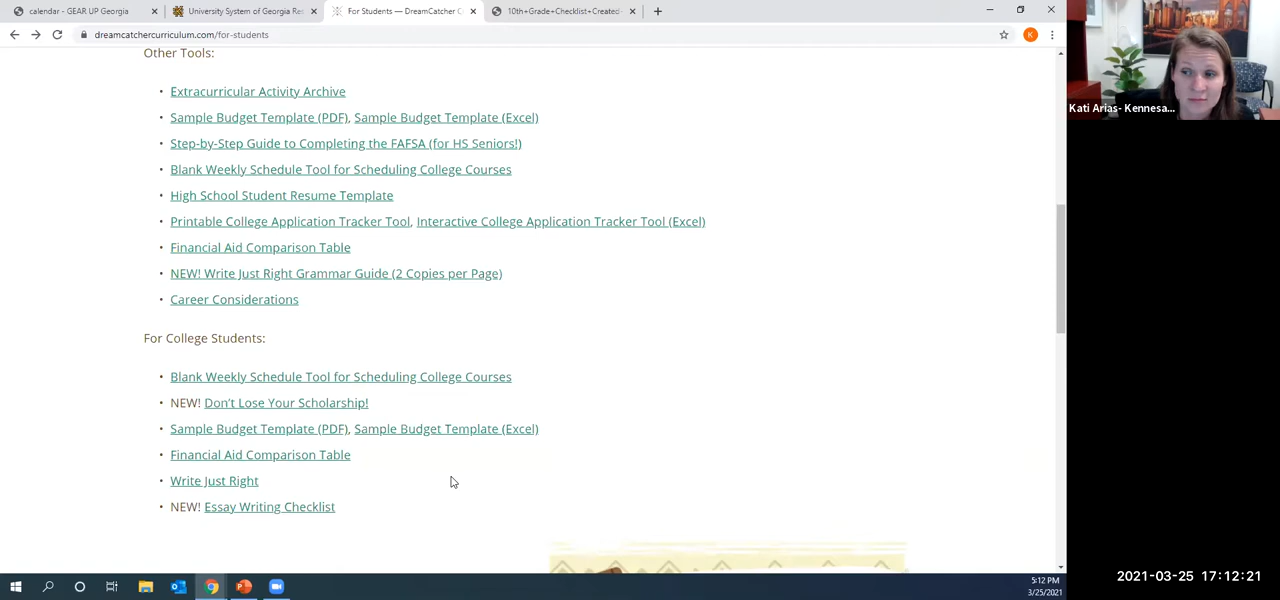 calendar - GEAR UP Georgia
University System of Georgia Res
For Students — DreamCatcher C
10th+Grade+Checklist+Created-
dreamcatchercurriculum.com/for-students
K
Other Tools:
• Extracurricular Activity Archive
• Sample Budget Template (PDF), Sample Budget Template (Excel)
• Step-by-Step Guide to Completing the FAFSA (for HS Seniors!)
• Blank Weekly Schedule Tool for Scheduling College Courses
• High School Student Resume Template
• Printable College Application Tracker Tool, Interactive College Application Tracker Tool (Excel)
• Financial Aid Comparison Table
• NEW! Write Just Right Grammar Guide (2 Copies per Page)
• Career Considerations
For College Students:
• Blank Weekly Schedule Tool for Scheduling College Courses
• NEW! Don't Lose Your Scholarship!
• Sample Budget Template (PDF), Sample Budget Template (Excel)
• Financial Aid Comparison Table
• Write Just Right
• NEW! Essay Writing Checklist
Kati Arias- Kennesa...
5:12 PM
3/25/2021
2021-03-25 17:12:21